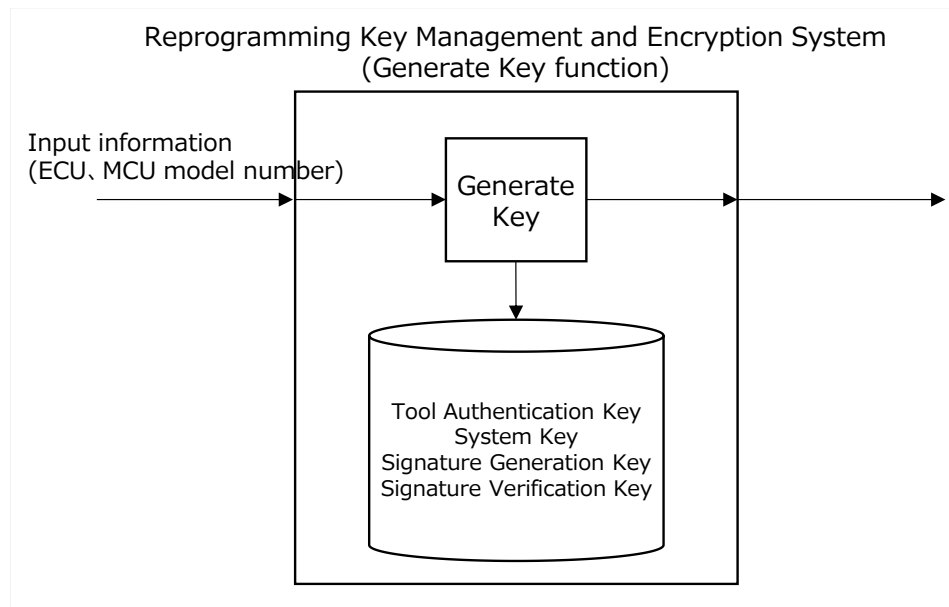 Reprogramming Key Management and Encryption System
(Generate Key function)
Input information
(ECU、MCU model number)
Generate
Key
Tool Authentication Key
System Key
Signature Generation Key
Signature Verification Key